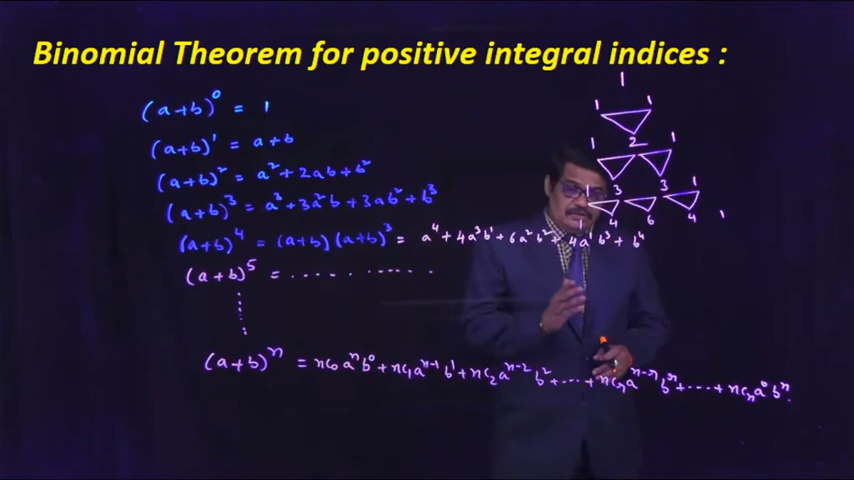 Binomial Theorem for positive integral indices :
1
(a+b)⁰ = 1
1 1
(a+b)¹ = a+b
1 2 1
(a+b)² = a²+2ab+b²
1 3 3 1
(a+b)³ = a³+3a²b+3ab²+b³
1 4 6 4 1
(a+b)⁴ = (a+b)(a+b)³ = a⁴+4a³b¹+6a²b²+4a¹b³+b⁴
(a+b)⁵ = ............
(a+b)ⁿ = nc₀aⁿb⁰+nc₁aⁿ⁻¹b¹+nc₂aⁿ⁻²b²+....+ncᵣaⁿ⁻ʳbʳ+....+ncₙa⁰bⁿ.